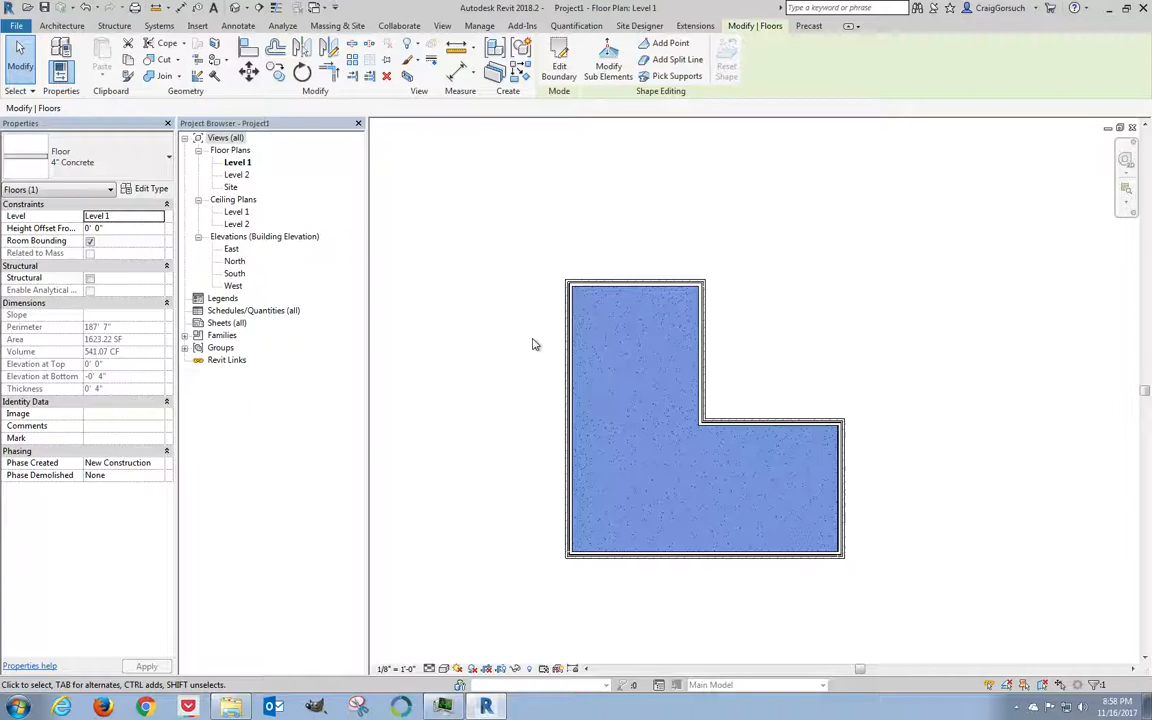 Autodesk Revit 2018.2 - Project1 - Floor Plan: Level 1
Type a keyword or phrase
CraigGorsuch
File Architecture Structure Systems Insert Annotate Analyze Massing & Site Collaborate View Manage Add-Ins Quantification Site Designer Extensions Modify | Floors Precast
Modify Paste Cope Cut Join Edit Boundary Modify Sub Elements Add Point Add Split Line Pick Supports Reset Shape
Select Properties Clipboard Geometry Modify View Measure Create Mode Shape Editing
Modify | Floors
Properties
Project Browser - Project1
Floor
4" Concrete
Floors (1) Edit Type
Constraints
Level Level 1
Height Offset Fro... 0' 0"
Room Bounding
Related to Mass
Structural
Structural
Enable Analytical ...
Dimensions
Slope
Perimeter 187' 7"
Area 1623.22 SF
Volume 541.07 CF
Elevation at Top 0' 0"
Elevation at Bottom -0' 4"
Thickness 0' 4"
Identity Data
Image
Comments
Mark
Phasing
Phase Created New Construction
Phase Demolished None
Properties help Apply
Views (all)
Floor Plans
Level 1
Level 2
Site
Ceiling Plans
Level 1
Level 2
Elevations (Building Elevation)
East
North
South
West
Legends
Schedules/Quantities (all)
Sheets (all)
Families
Groups
Revit Links
1/8" = 1'-0"
Click to select, TAB for alternates, CTRL adds, SHIFT unselects.
:0
Main Model
:1
8:58 PM
11/16/2017